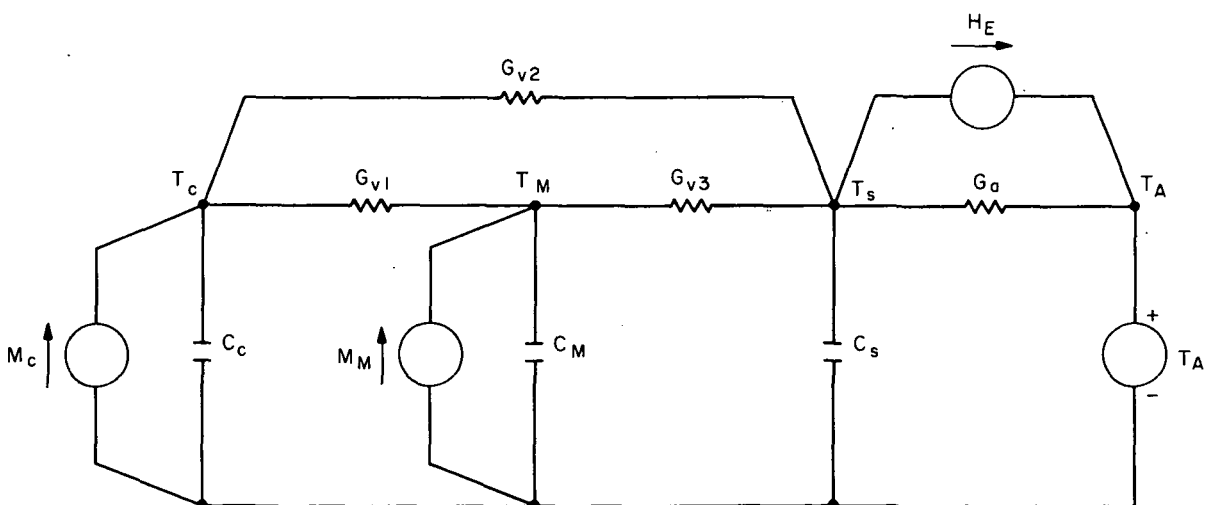 H_E
G_v2
T_c
G_v1
T_M
G_v3
T_s
G_a
T_A
M_c
C_c
M_M
C_M
C_s
+
T_A
-